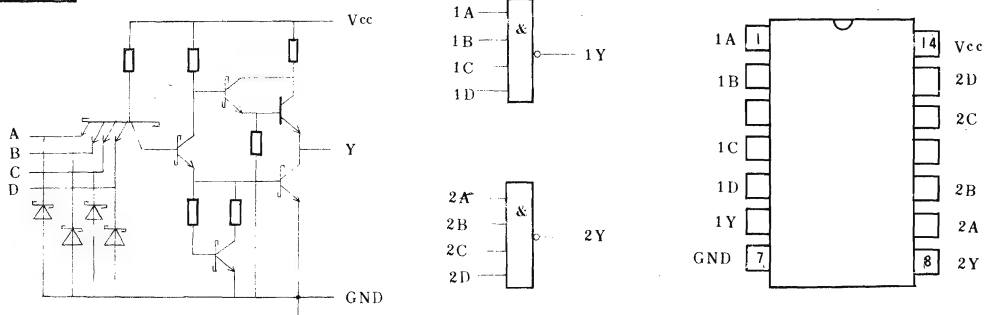 Vcc
A
B
C
D
Y
GND
1A
1B
1C
1D
&
1Y
2A
2B
2C
2D
&
2Y
1A 1
1B
1C
1D
1Y
GND 7
14 Vcc
2D
2C
2B
2A
8 2Y